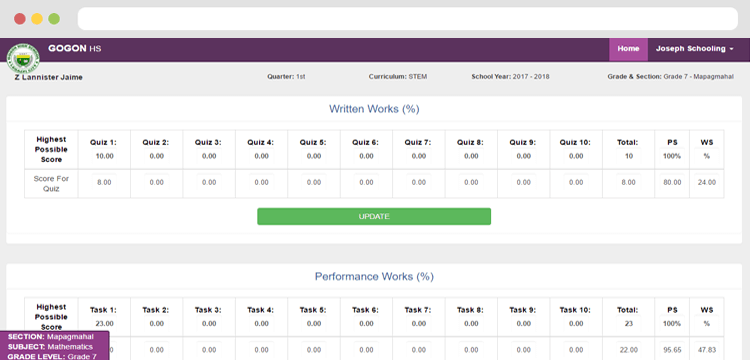 GOGON HS
Home
Joseph Schooling
Z Lannister Jaime
Quarter: 1st
Curriculum: STEM
School Year: 2017 - 2018
Grade & Section: Grade 7 - Mapagmahal
Written Works (%)
Highest Possible Score Quiz 1: Quiz 2: Quiz 3: Quiz 4: Quiz 5: Quiz 6: Quiz 7: Quiz 8: Quiz 9: Quiz 10: Total: PS WS
10.00 0.00 0.00 0.00 0.00 0.00 0.00 0.00 0.00 0.00 10 100% %
Score For Quiz 8.00 0.00 0.00 0.00 0.00 0.00 0.00 0.00 0.00 0.00 8.00 80.00 24.00
UPDATE
Performance Works (%)
Highest Possible Score Task 1: Task 2: Task 3: Task 4: Task 5: Task 6: Task 7: Task 8: Task 9: Task 10: Total: PS WS
23.00 0.00 0.00 0.00 0.00 0.00 0.00 0.00 0.00 0.00 23 100% %
0 0.00 0.00 0.00 0.00 0.00 0.00 0.00 0.00 0.00 22.00 95.65 47.83
SECTION: Mapagmahal
SUBJECT: Mathematics
GRADE LEVEL: Grade 7